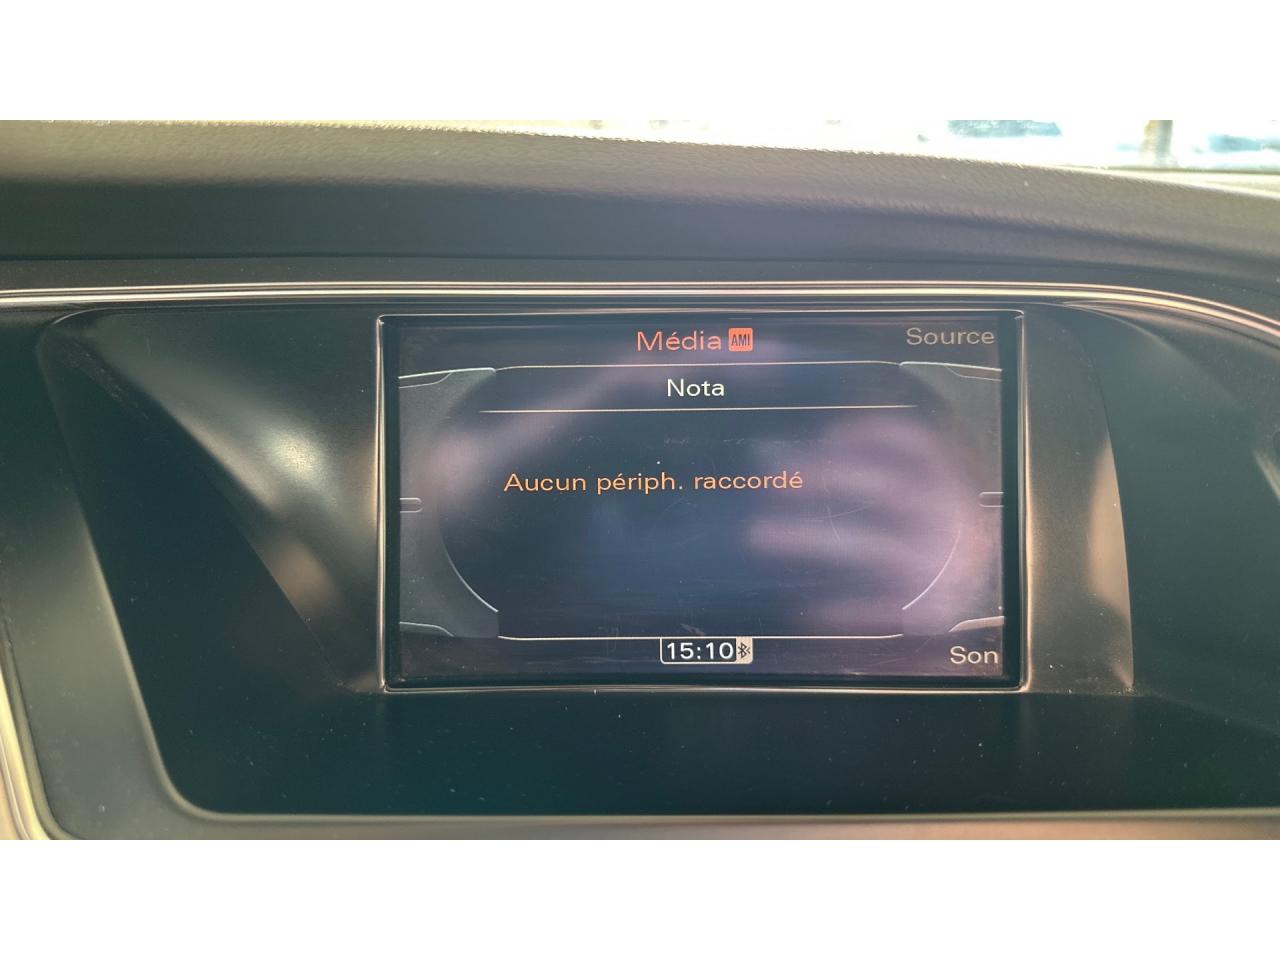 Média AMI
Source
Nota
Aucun périph. raccordé
15:10
Son